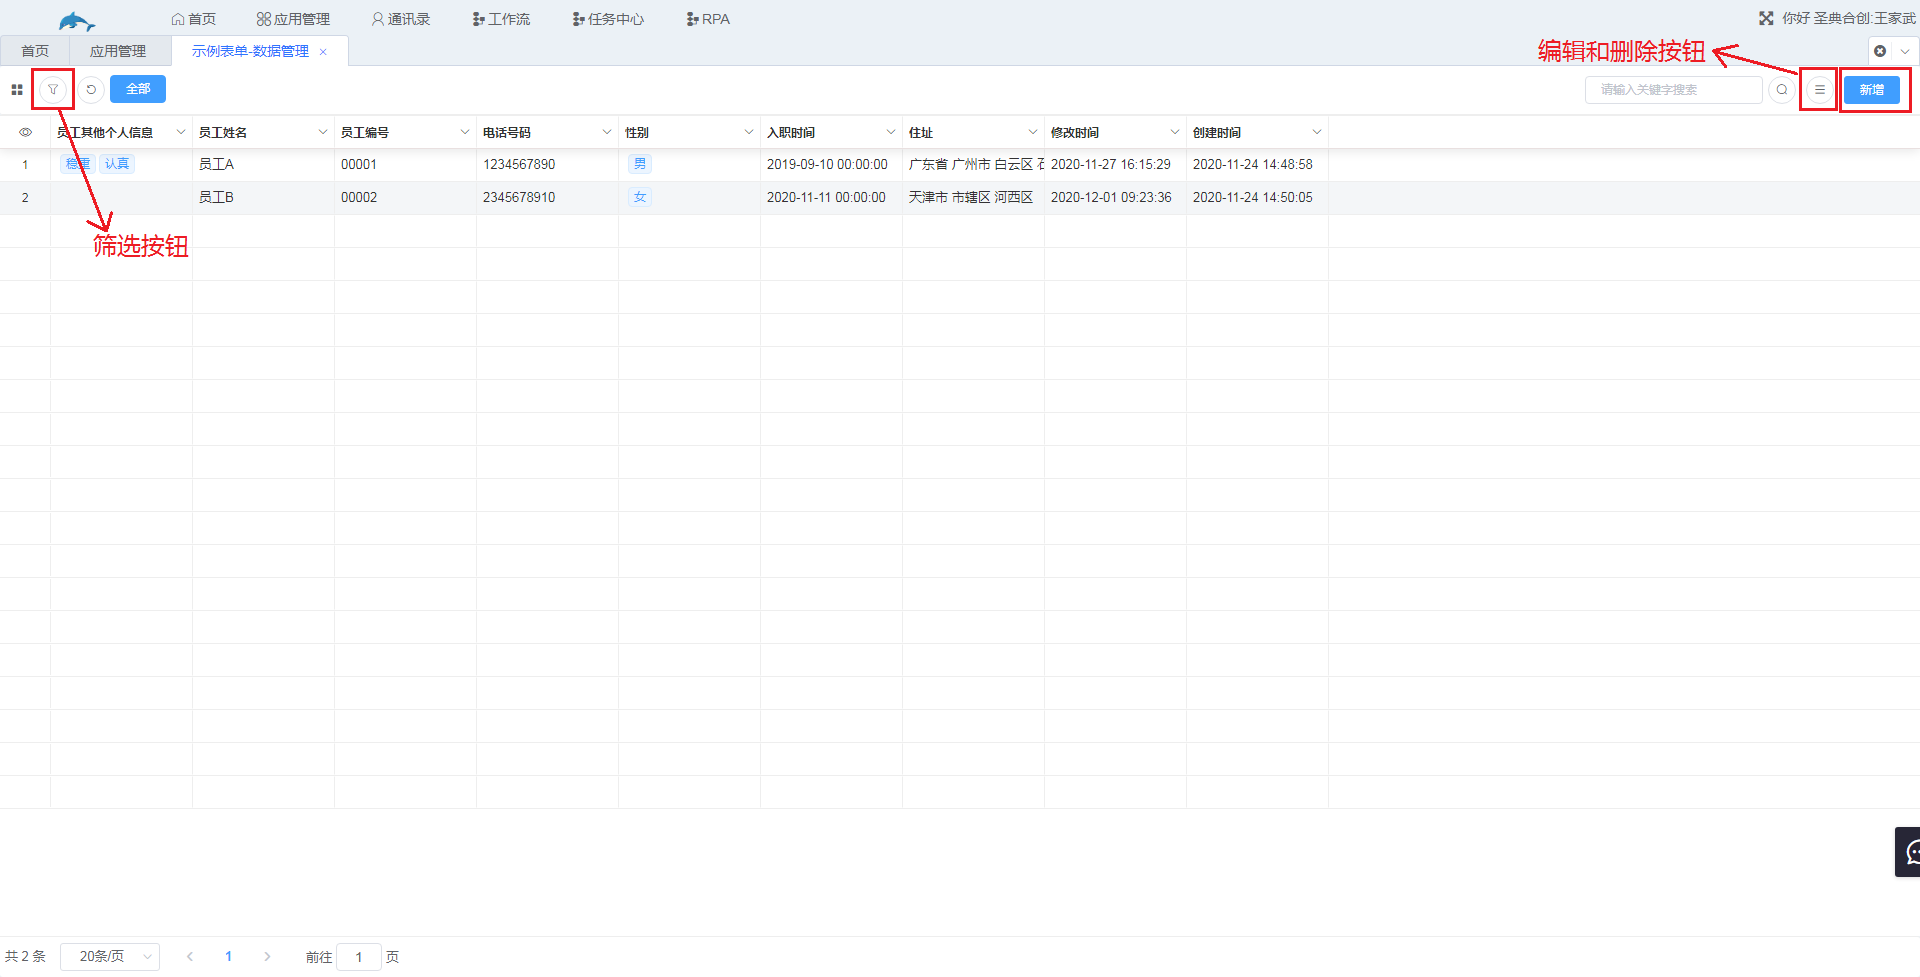 首页 应用管理 通讯录 工作流 任务中心 RPA 你好 圣典合创:王家武
首页 应用管理 示例表单-数据管理
编辑和删除按钮
全部 请输入关键字搜索 新增
员工其他个人信息 员工姓名 员工编号 电话号码 性别 入职时间 住址 修改时间 创建时间
1 稳重 认真 员工A 00001 1234567890 男 2019-09-10 00:00:00 广东省 广州市 白云区 石 2020-11-27 16:15:29 2020-11-24 14:48:58
2 员工B 00002 2345678910 女 2020-11-11 00:00:00 天津市 市辖区 河西区 2020-12-01 09:23:36 2020-11-24 14:50:05
筛选按钮
共 2 条 20条/页 1 前往 1 页